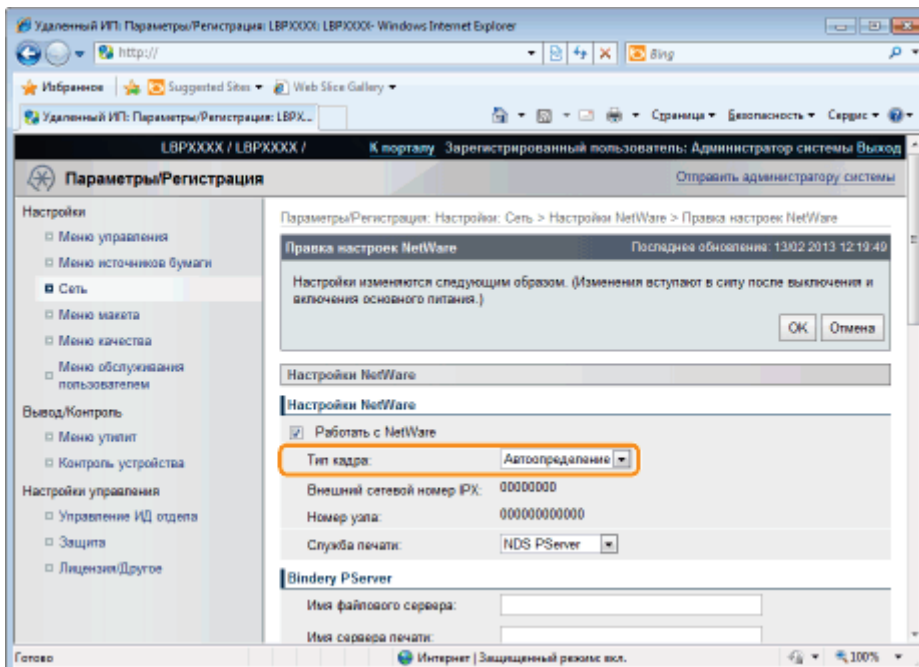 Удаленный ИП: Параметры/Регистрация: LBPXXXX: LBPXXXX- Windows Internet Explorer
http://
Bing
Избранное Suggested Sites Web Slice Gallery
Удаленный ИП: Параметры/Регистрация: LBPX... Страница Безопасность Сервис
LBPXXXX / LBPXXXX / К порталу Зарегистрированный пользователь: Администратор системы Выход
Параметры/Регистрация Отправить администратору системы
Настройки
Меню управления
Меню источников бумаги
Сеть
Меню макета
Меню качества
Меню обслуживания
пользователем
Вывод/Контроль
Меню утилит
Контроль устройства
Настройки управления
Управление ИД отдела
Защита
Лицензия/Другое
Параметры/Регистрация: Настройки: Сеть > Настройки NetWare > Правка настроек NetWare
Правка настроек NetWare Последнее обновление: 13/02 2013 12:19:49
Настройки изменяются следующим образом. (Изменения вступают в силу после выключения и
включения основного питания.)
OK Отмена
Настройки NetWare
Настройки NetWare
Работать с NetWare
Тип кадра: Автоопределение
Внешний сетевой номер IPX: 00000000
Номер узла: 000000000000
Служба печати: NDS PServer
Bindery PServer
Имя файлового сервера:
Имя сервера печати:
Готово Интернет | Защищенный режим: вкл. 100%